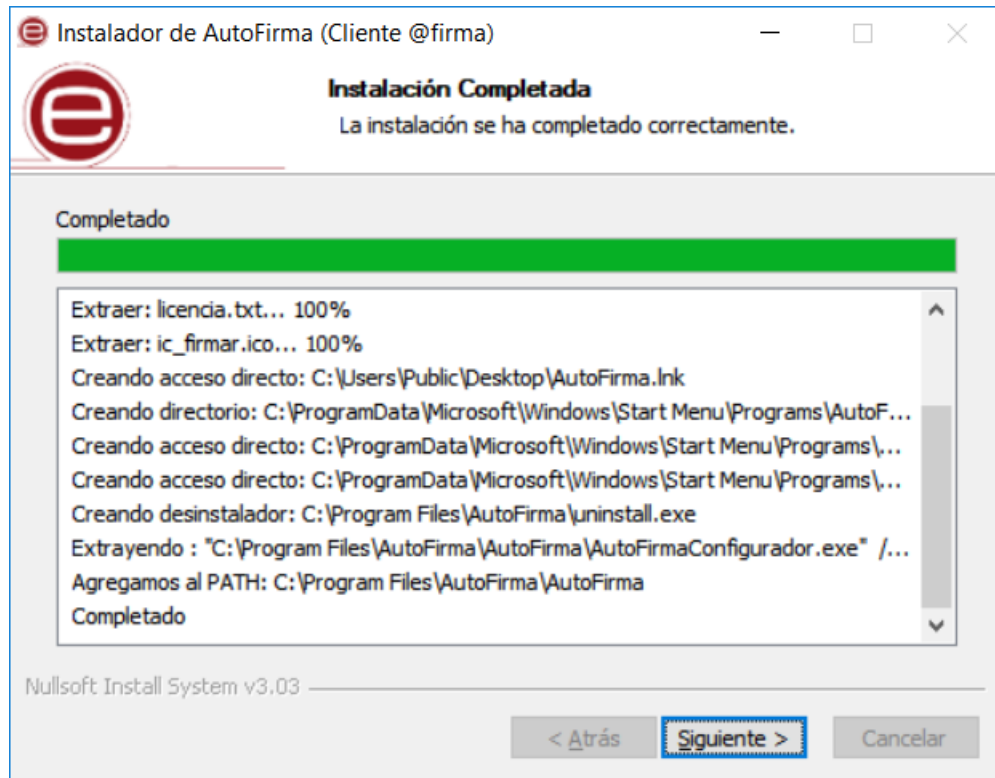 Instalador de AutoFirma (Cliente @firma)
Instalación Completada
La instalación se ha completado correctamente.
Completado
Extraer: licencia.txt... 100%
Extraer: ic_firmar.ico... 100%
Creando acceso directo: C:\Users\Public\Desktop\AutoFirma.lnk
Creando directorio: C:\ProgramData\Microsoft\Windows\Start Menu\Programs\AutoF...
Creando acceso directo: C:\ProgramData\Microsoft\Windows\Start Menu\Programs\...
Creando acceso directo: C:\ProgramData\Microsoft\Windows\Start Menu\Programs\...
Creando desinstalador: C:\Program Files\AutoFirma\uninstall.exe
Extrayendo : "C:\Program Files\AutoFirma\AutoFirma\AutoFirmaConfigurador.exe" /...
Agregamos al PATH: C:\Program Files\AutoFirma\AutoFirma
Completado
Nullsoft Install System v3.03
< Atrás
Siguiente >
Cancelar